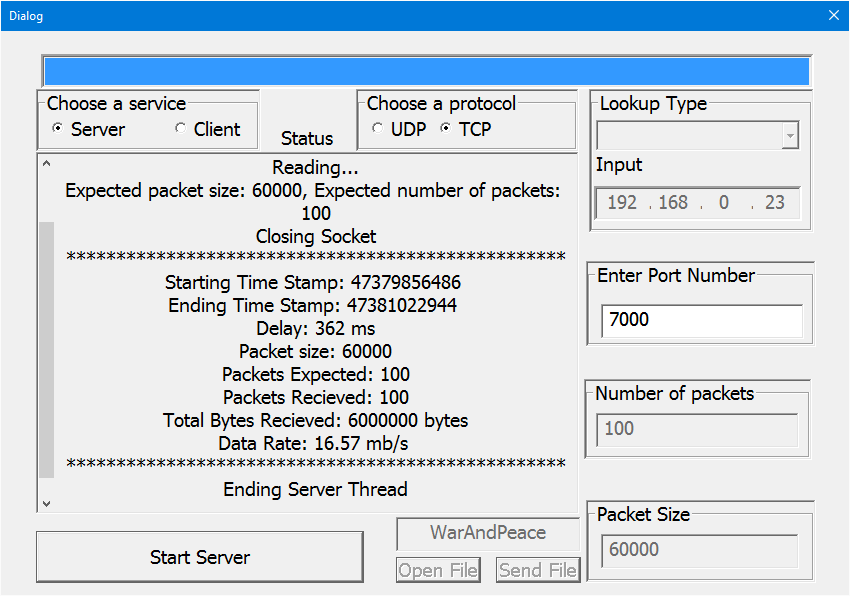 Dialog
Choose a service
Server Client
Status
Choose a protocol
UDP TCP
Lookup Type
Input
192 . 168 . 0 . 23
Reading...
Expected packet size: 60000, Expected number of packets:
100
Closing Socket
**************************************************
Starting Time Stamp: 47379856486
Ending Time Stamp: 47381022944
Delay: 362 ms
Packet size: 60000
Packets Expected: 100
Packets Recieved: 100
Total Bytes Recieved: 6000000 bytes
Data Rate: 16.57 mb/s
**************************************************
Ending Server Thread
Enter Port Number
7000
Number of packets
100
Packet Size
60000
Start Server
WarAndPeace
Open File Send File